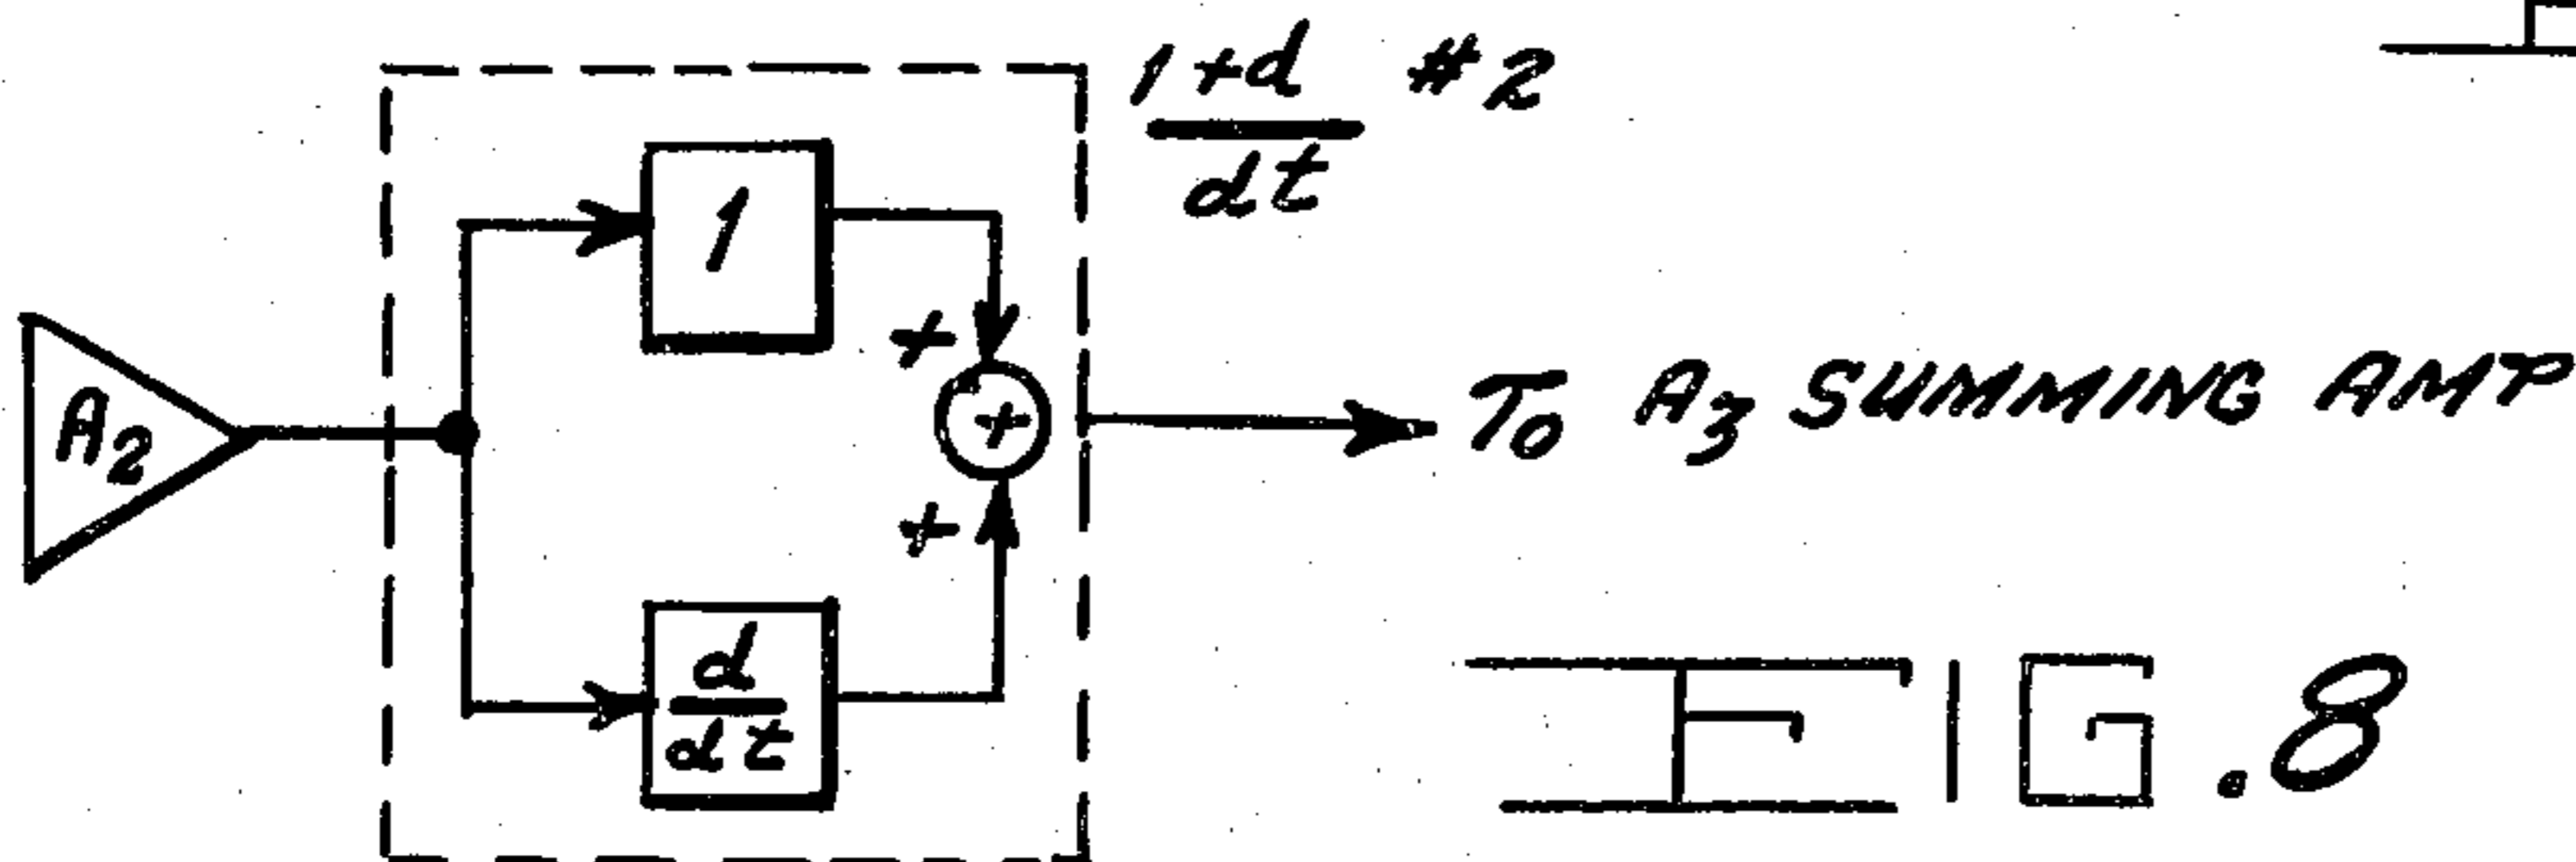 1+d #2
dt
1
+
A2
+
TO A3 SUMMING AMP
+
d
dt
FIG.8